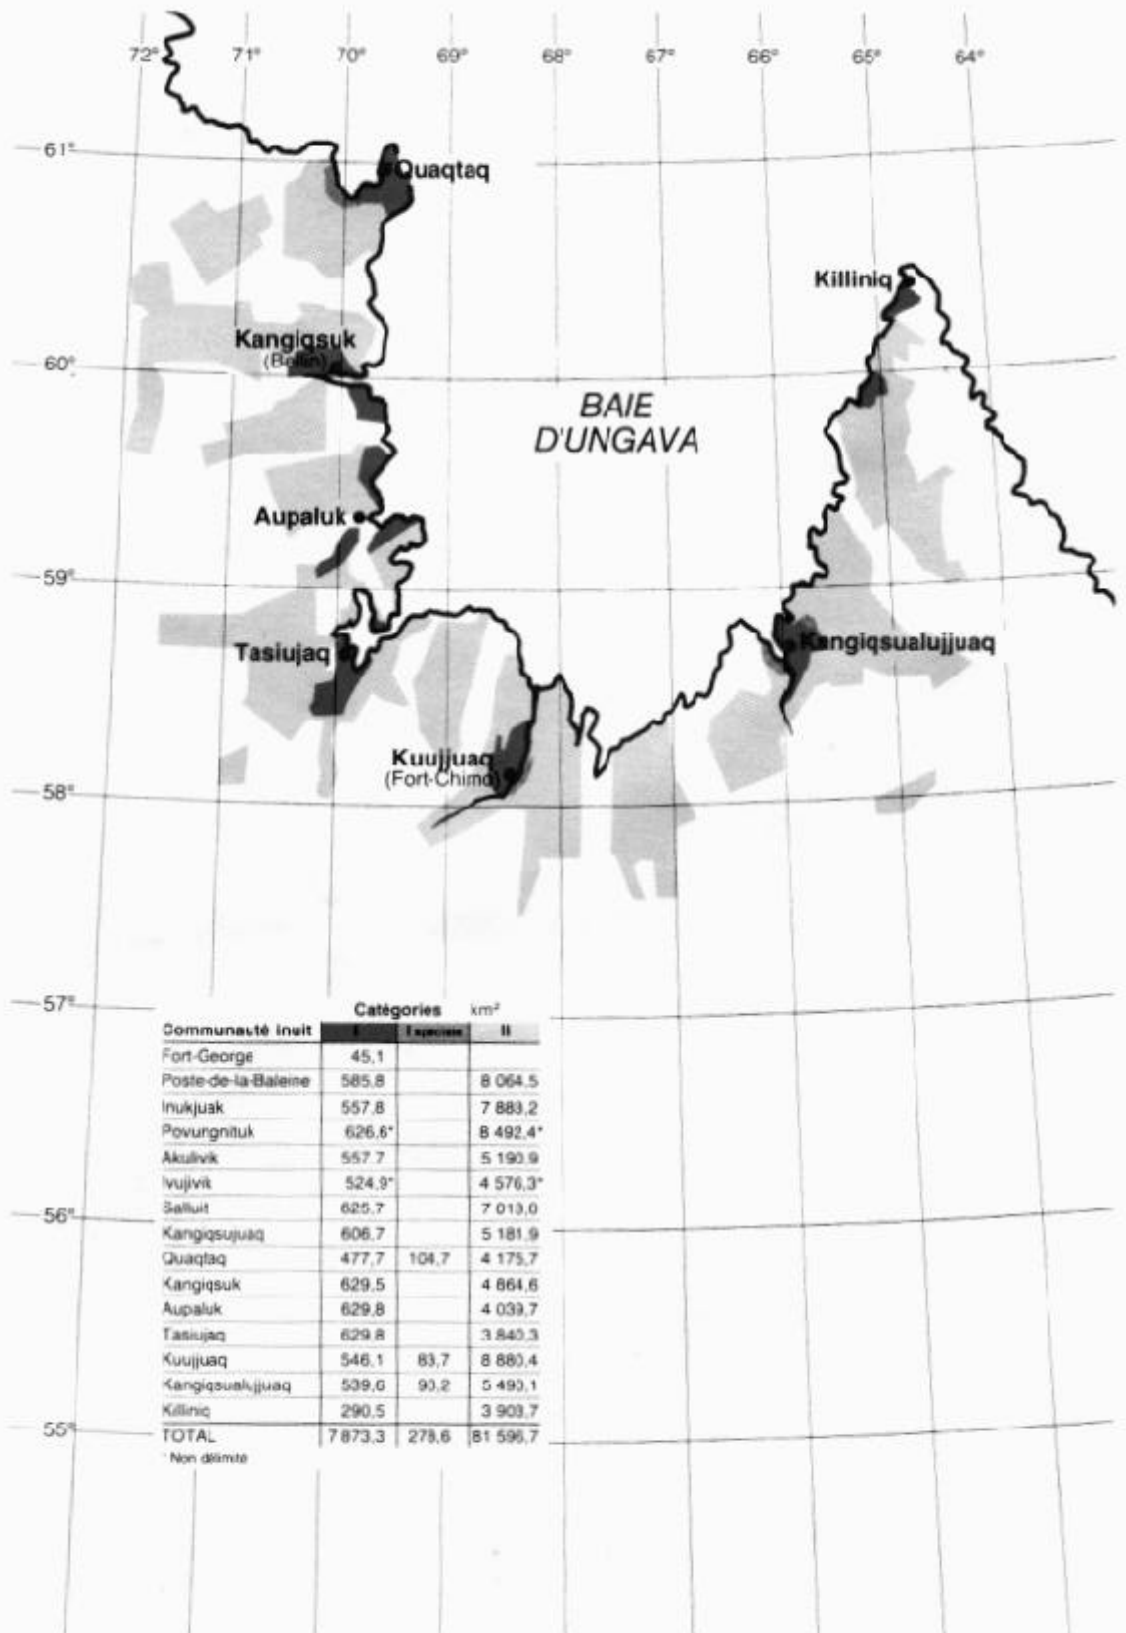 72° 71° 70° 69° 68° 67° 66° 65° 64°
61°
Quaqtaq
Killiniq
Kangiqsuk
(Bellin)
60°
BAIE
D'UNGAVA
Aupaluk
59°
Tasiujaq
Kangiqsualujjuaq
Kuujjuaq
(Fort-Chimo)
58°
57°
Catégories km²
Communauté inuit I I spéciale II
Fort-George 45,1
Poste-de-la-Baleine 585,8 8 064,5
Inukjuak 557,8 7 883,2
Povungnituk 626,6* 8 492,4*
Akulivik 557,7 5 190,9
Ivujivik 524,9* 4 576,3*
Salluit 625,7 7 013,0
Kangiqsujuaq 606,7 5 181,9
Quaqtaq 477,7 104,7 4 175,7
Kangiqsuk 629,5 4 864,6
Aupaluk 629,8 4 039,7
Tasiujaq 629,8 3 840,3
Kuujjuaq 546,1 83,7 8 880,4
Kangiqsualujjuaq 539,6 90,2 5 490,1
Killiniq 290,5 3 903,7
TOTAL 7 873,3 278,6 81 596,7
* Non délimité
56°
55°